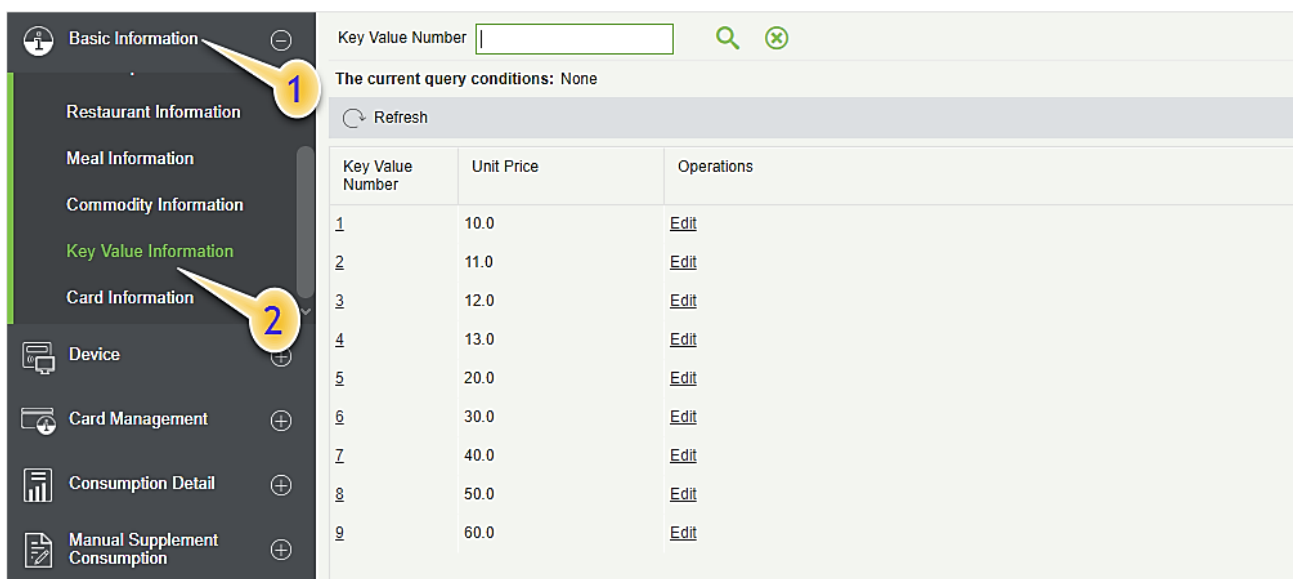 Basic Information
1
Restaurant Information
Meal Information
Commodity Information
Key Value Information
Card Information
2
Device
Card Management
Consumption Detail
Manual Supplement
Consumption
Key Value Number
The current query conditions: None
Refresh
Key Value Number Unit Price Operations
1 10.0 Edit
2 11.0 Edit
3 12.0 Edit
4 13.0 Edit
5 20.0 Edit
6 30.0 Edit
7 40.0 Edit
8 50.0 Edit
9 60.0 Edit